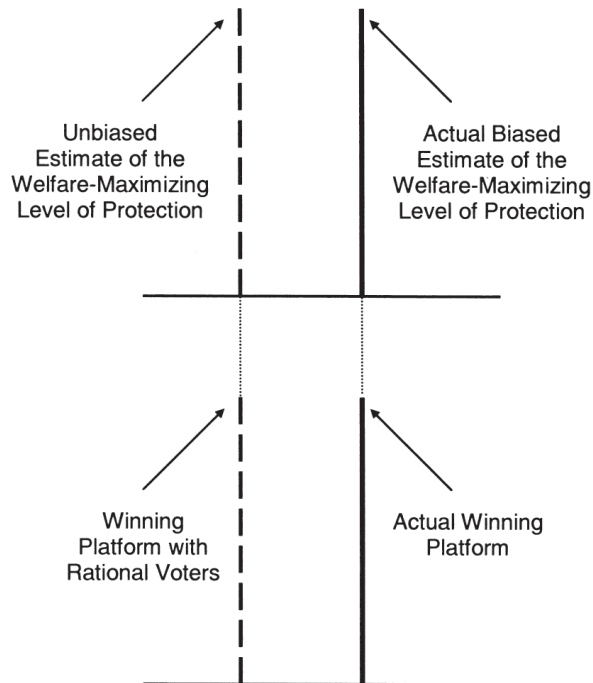 Unbiased
Estimate of the
Welfare-Maximizing
Level of Protection
Actual Biased
Estimate of the
Welfare-Maximizing
Level of Protection
Winning
Platform with
Rational Voters
Actual Winning
Platform